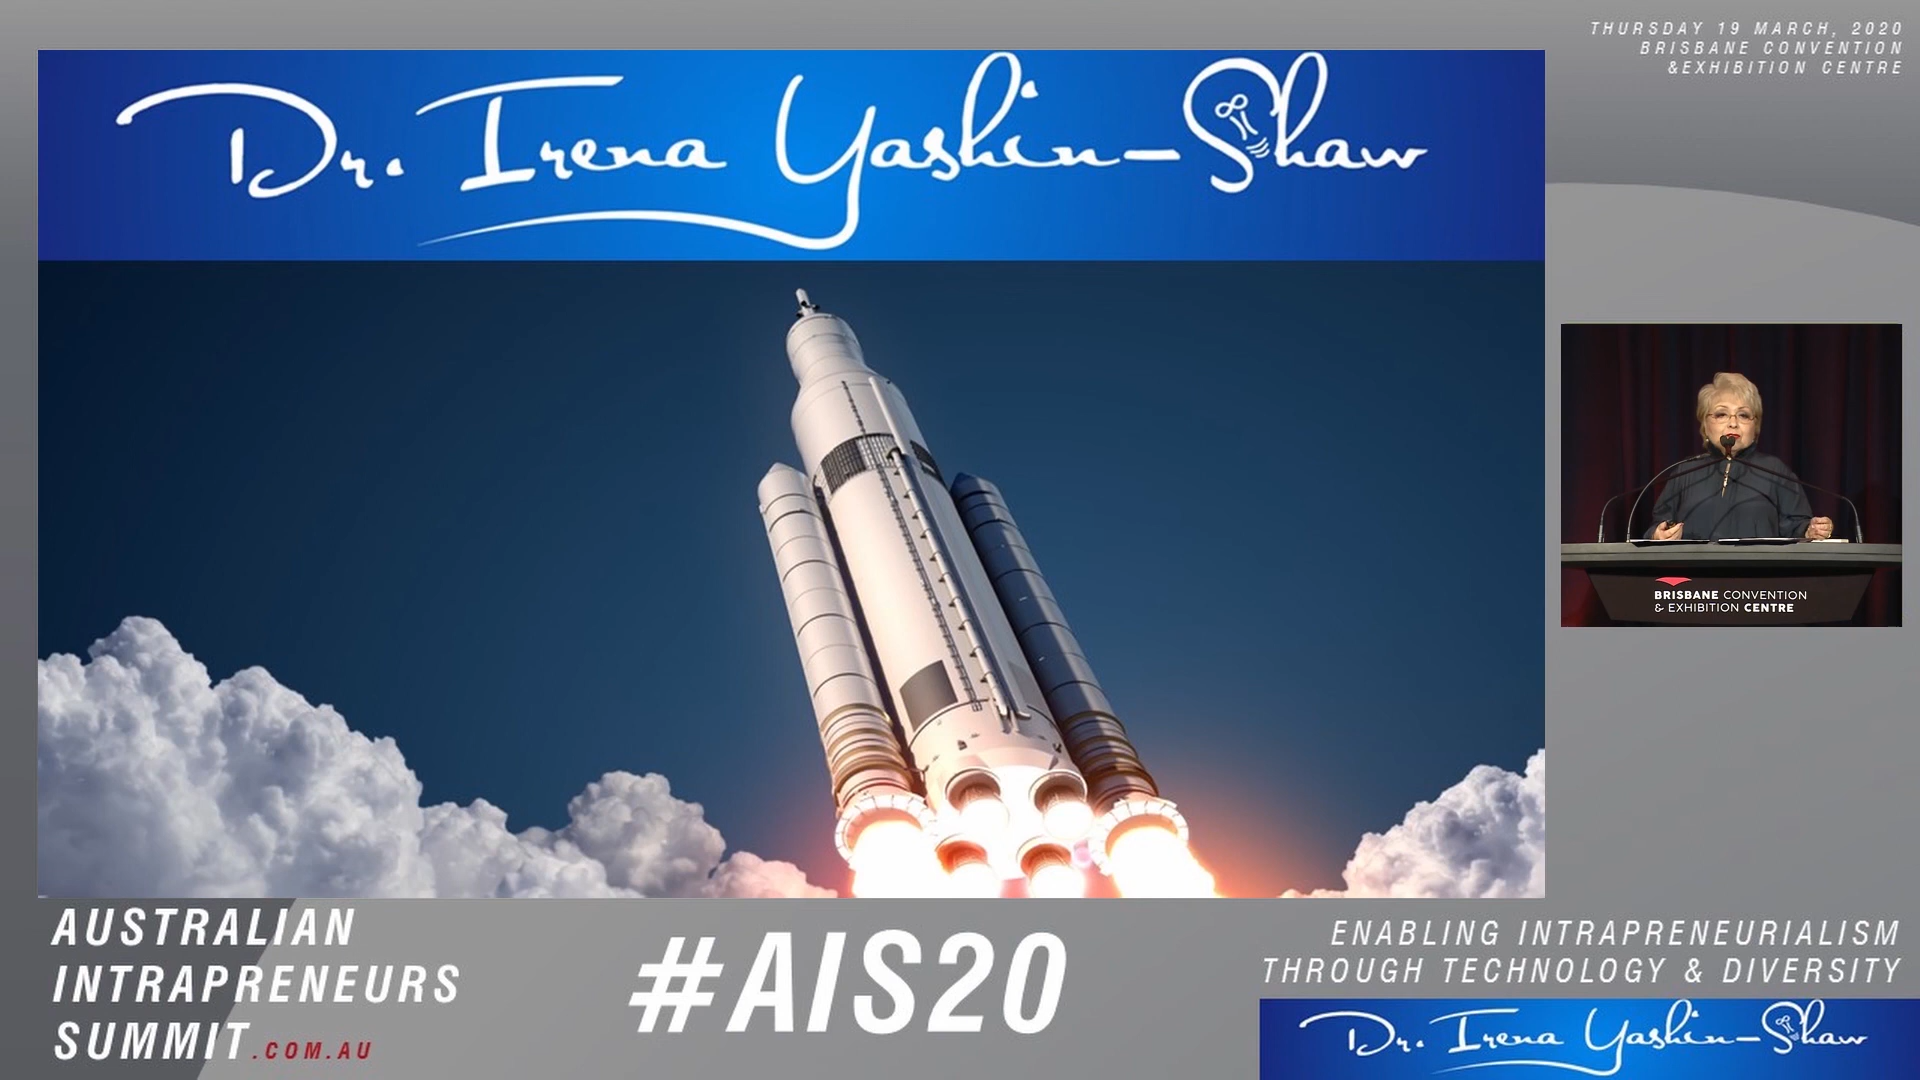 THURSDAY 19 MARCH, 2020
BRISBANE CONVENTION
&EXHIBITION CENTRE
Dr. Irena Yashin-Shaw
BRISBANE CONVENTION
& EXHIBITION CENTRE
AUSTRALIAN
INTRAPRENEURS
SUMMIT.COM.AU
#AIS20
ENABLING INTRAPRENEURIALISM
THROUGH TECHNOLOGY & DIVERSITY
Dr. Irena Yashin-Shaw